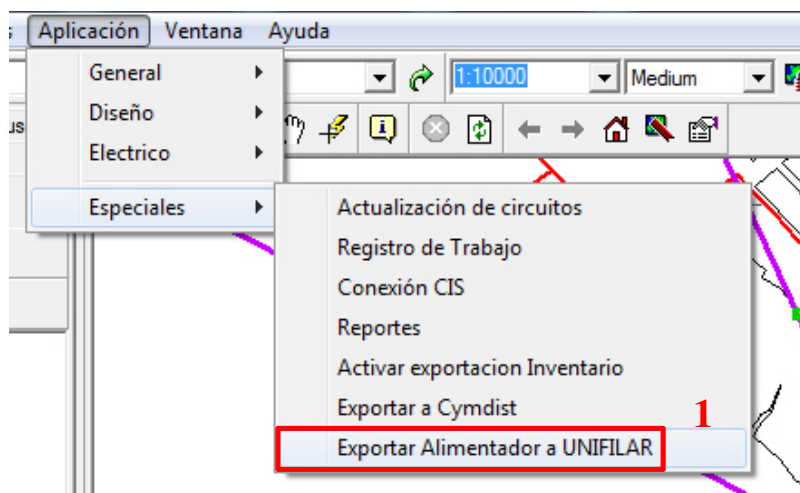 s Aplicación Ventana Ayuda
General 1:10000 Medium
us Diseño
Electrico
Especiales Actualización de circuitos
Registro de Trabajo
Conexión CIS
Reportes
Activar exportacion Inventario
Exportar a Cymdist
1
Exportar Alimentador a UNIFILAR